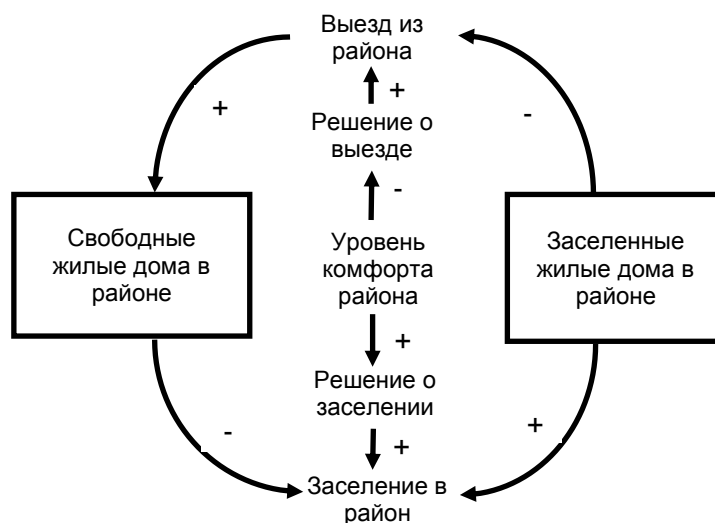 Выезд из
района
+
+
-
Решение о
выезде
-
Свободные
жилые дома в
районе
Уровень
комфорта
района
Заселенные
жилые дома в
районе
+
Решение о
заселении
-
+
+
Заселение в
район